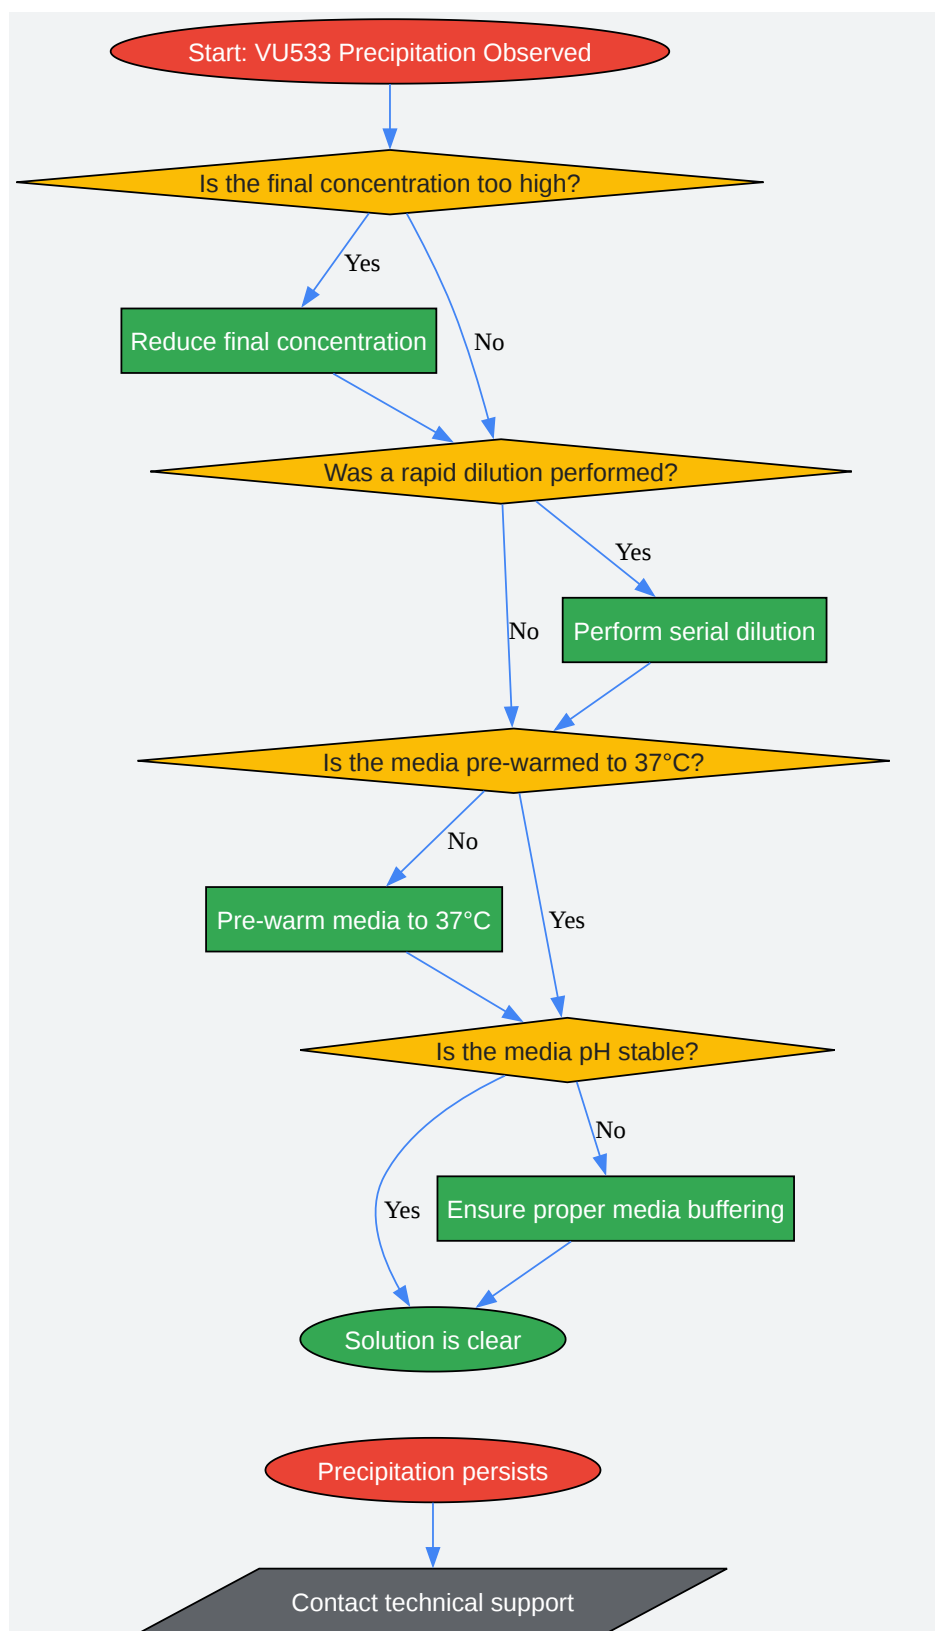 Start: VU533 Precipitation Observed
Is the final concentration too high?
Yes
Reduce final concentration
No
Was a rapid dilution performed?
Yes
No
Perform serial dilution
Is the media pre-warmed to 37°C?
No
Pre-warm media to 37°C
Yes
Is the media pH stable?
No
Yes
Ensure proper media buffering
Solution is clear
Precipitation persists
Contact technical support